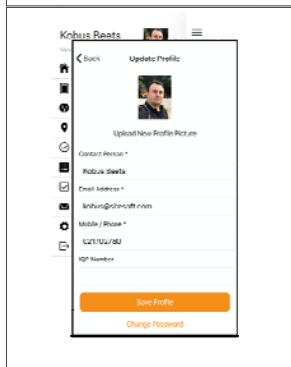 Kobus Beets
Back
Update Profile
Upload New Profile Picture
Contact Person *
Kobus Beets
Email Address *
Mobile / Phone *
IQP Number
Save Profile
Change Password